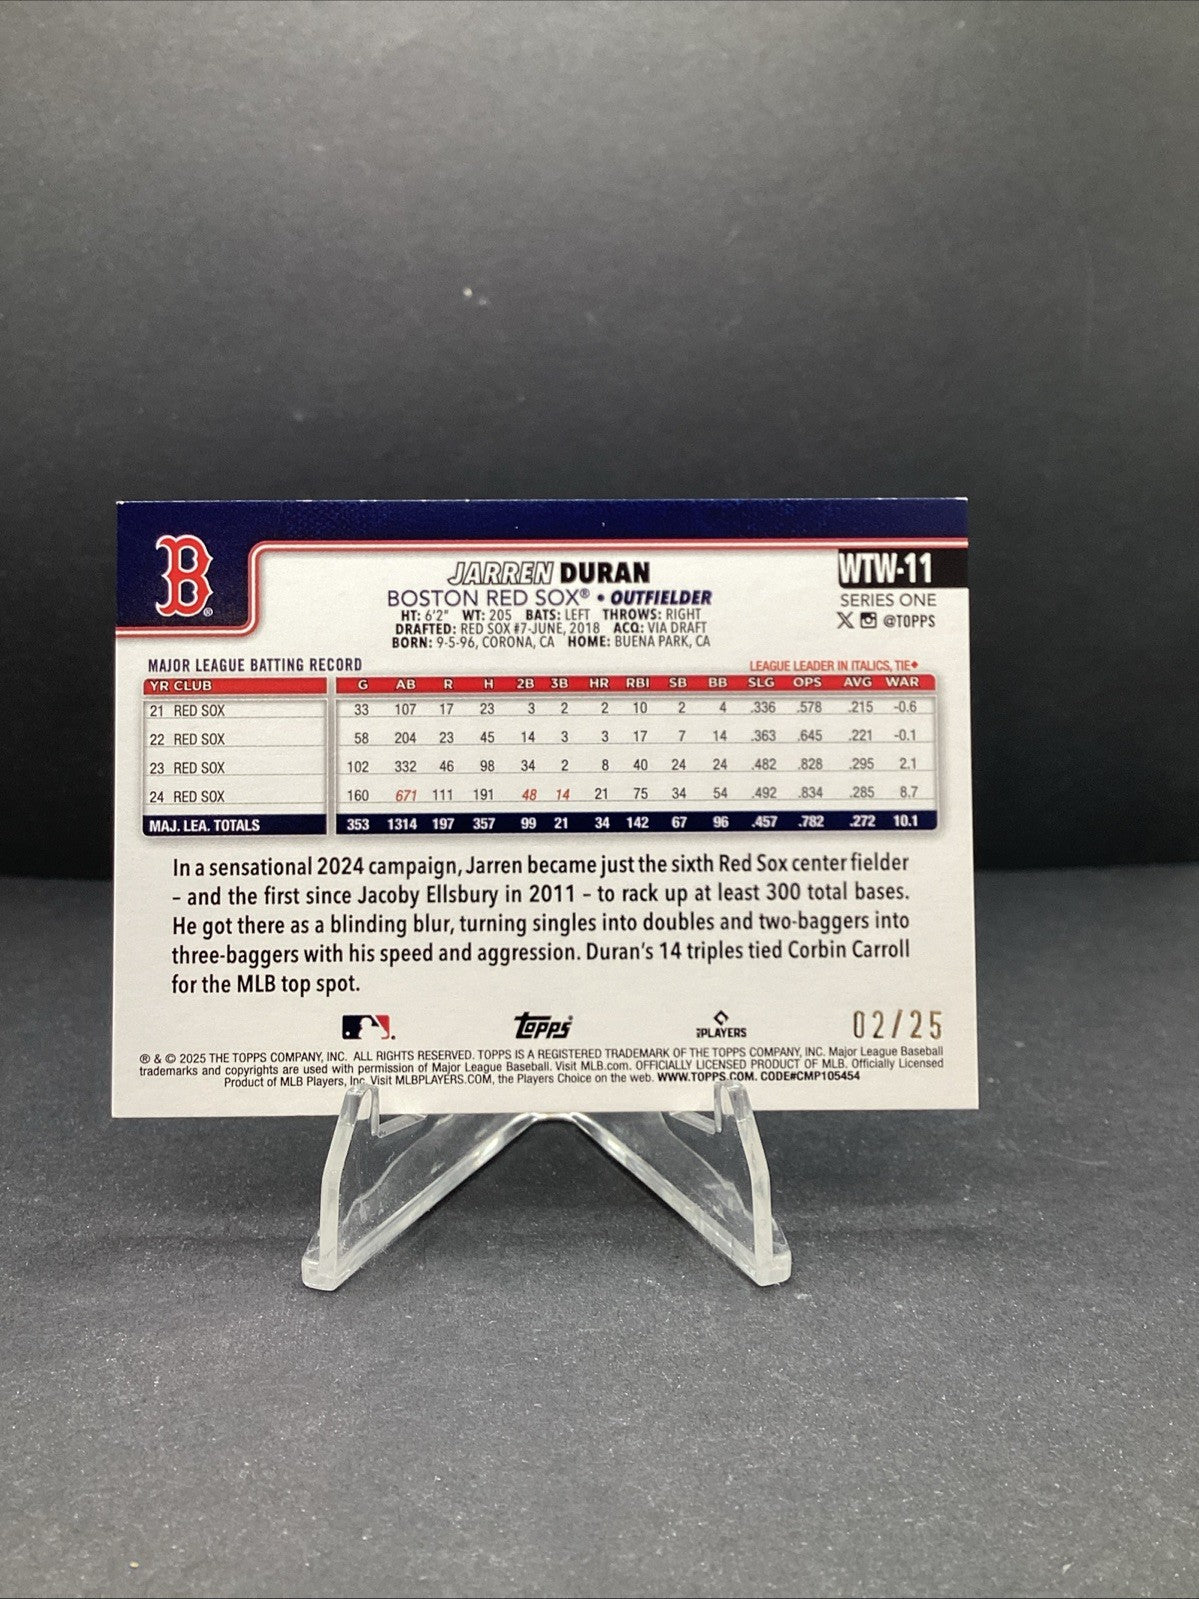 B®
JARREN DURAN
WTW-11
BOSTON RED SOX® • OUTFIELDER
SERIES ONE
HT: 6'2" WT: 205 BATS: LEFT THROWS: RIGHT
@TOPPS
DRAFTED: RED SOX #7-JUNE, 2018 ACQ: VIA DRAFT
BORN: 9-5-96, CORONA, CA HOME: BUENA PARK, CA
MAJOR LEAGUE BATTING RECORD LEAGUE LEADER IN ITALICS, TIE◆
YR CLUB G AB R H 2B 3B HR RBI SB BB SLG OPS AVG WAR
21 RED SOX 33 107 17 23 3 2 2 10 2 4 .336 .578 .215 -0.6
22 RED SOX 58 204 23 45 14 3 3 17 7 14 .363 .645 .221 -0.1
23 RED SOX 102 332 46 98 34 2 8 40 24 24 .482 .828 .295 2.1
24 RED SOX 160 671 111 191 48 14 21 75 34 54 .492 .834 .285 8.7
MAJ. LEA. TOTALS 353 1314 197 357 99 21 34 142 67 96 .457 .782 .272 10.1
In a sensational 2024 campaign, Jarren became just the sixth Red Sox center fielder
– and the first since Jacoby Ellsbury in 2011 – to rack up at least 300 total bases.
He got there as a blinding blur, turning singles into doubles and two-baggers into
three-baggers with his speed and aggression. Duran's 14 triples tied Corbin Carroll
for the MLB top spot.
Topps
PLAYERS
02/25
® & © 2025 THE TOPPS COMPANY, INC. ALL RIGHTS RESERVED. TOPPS IS A REGISTERED TRADEMARK OF THE TOPPS COMPANY, INC. Major League Baseball
trademarks and copyrights are used with permission of Major League Baseball. Visit MLB.com. OFFICIALLY LICENSED PRODUCT OF MLB. Officially Licensed
Product of MLB Players, Inc. Visit MLBPLAYERS.COM, the Players Choice on the web. WWW.TOPPS.COM. CODE#CMP105454